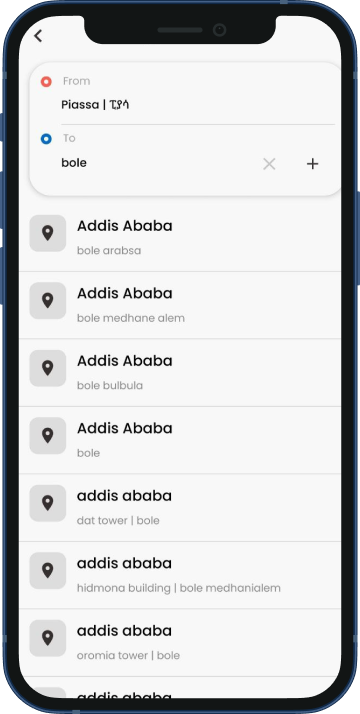 From
Piassa | ፒያሳ
To
bole
Addis Ababa
bole arabsa
Addis Ababa
bole medhane alem
Addis Ababa
bole bulbula
Addis Ababa
bole
addis ababa
dat tower | bole
addis ababa
hidmona building | bole medhanialem
addis ababa
oromia tower | bole
addis ababa